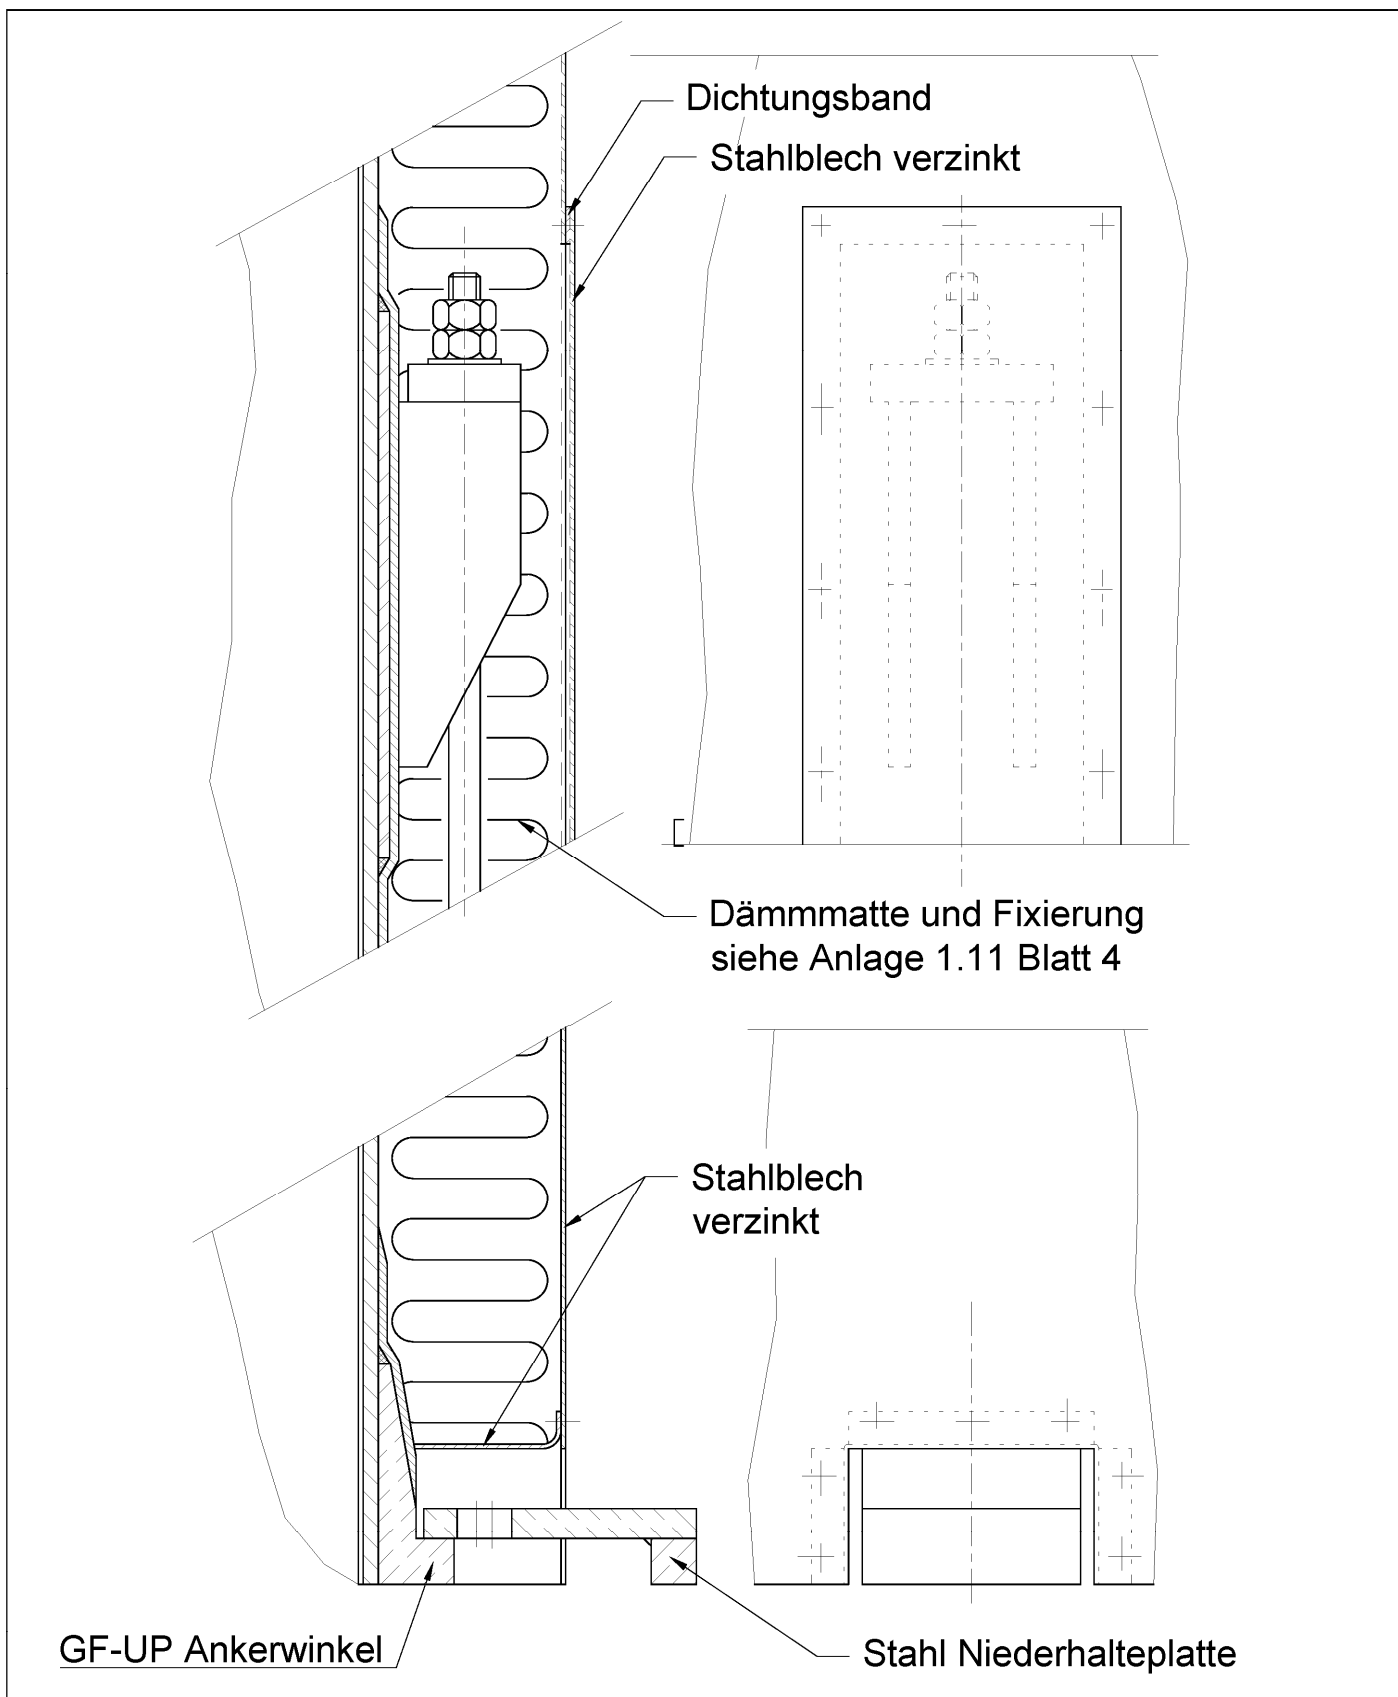 Dichtungsband
Stahlblech verzinkt
Dämmmatte und Fixierung
siehe Anlage 1.11 Blatt 4
Stahlblech
verzinkt
GF-UP Ankerwinkel
Stahl Niederhalteplatte